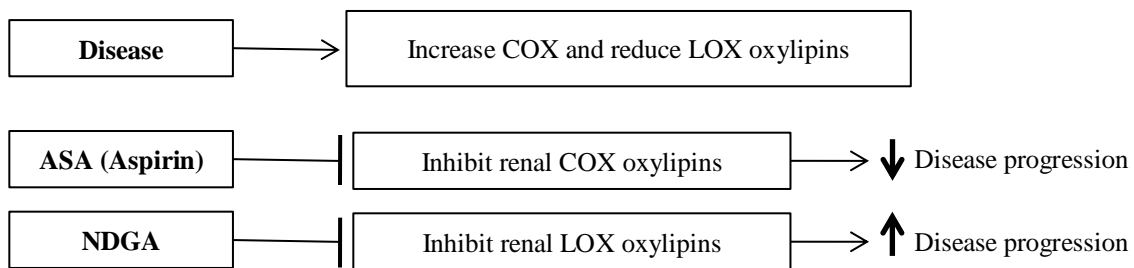 Disease Increase COX and reduce LOX oxylipins
ASA (Aspirin) Inhibit renal COX oxylipins Disease progression
NDGA Inhibit renal LOX oxylipins Disease progression